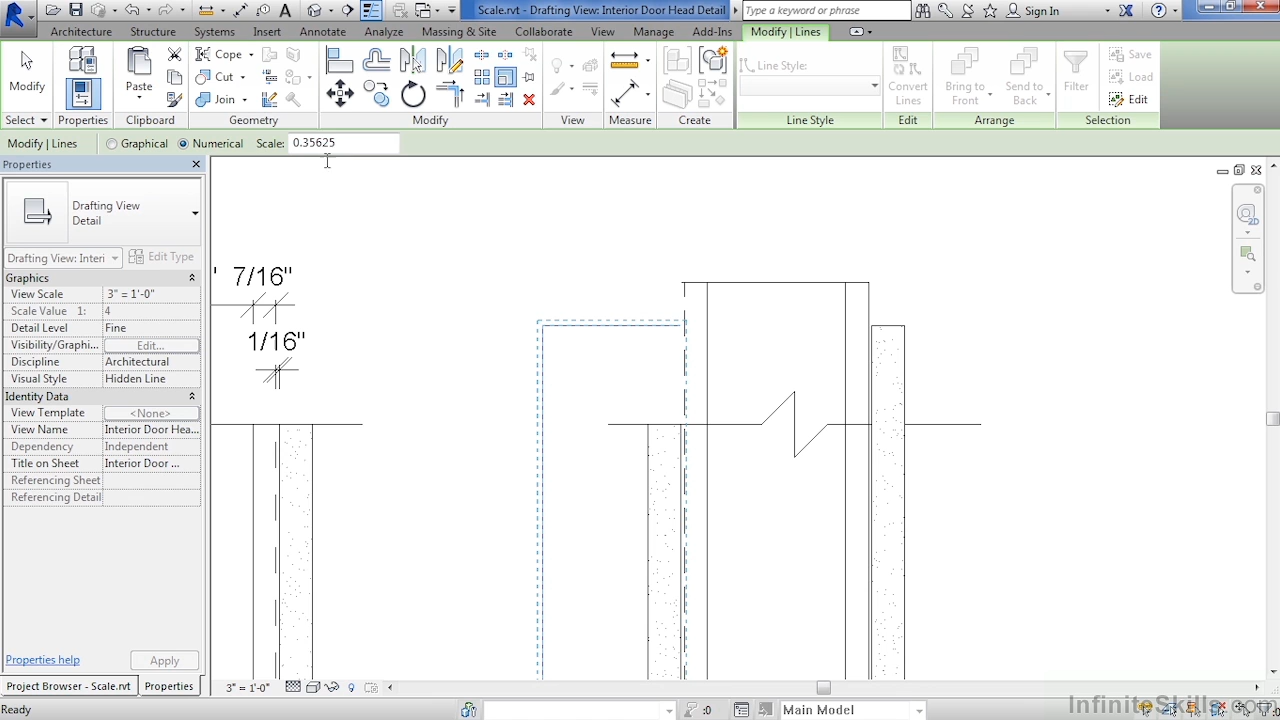 Scale.rvt - Drafting View: Interior Door Head Detail
Type a keyword or phrase
Sign In
Architecture Structure Systems Insert Annotate Analyze Massing & Site Collaborate View Manage Add-Ins Modify | Lines
Modify
Paste
Cope
Cut
Join
Line Style:
Convert
Lines
Bring to
Front
Send to
Back
Filter
Save
Load
Edit
Select Properties Clipboard Geometry Modify View Measure Create Line Style Edit Arrange Selection
Modify | Lines Graphical Numerical Scale: 0.35625
Properties
Drafting View
Detail
Drafting View: Interi
Edit Type
Graphics
View Scale 3" = 1'-0"
Scale Value 1: 4
Detail Level Fine
Visibility/Graphi... Edit...
Discipline Architectural
Visual Style Hidden Line
Identity Data
View Template <None>
View Name Interior Door Hea...
Dependency Independent
Title on Sheet Interior Door ...
Referencing Sheet
Referencing Detail
Properties help
Apply
Project Browser - Scale.rvt Properties
' 7/16"
1/16"
2D
3" = 1'-0"
Ready
:0
Main Model
InfiniteSkills.com